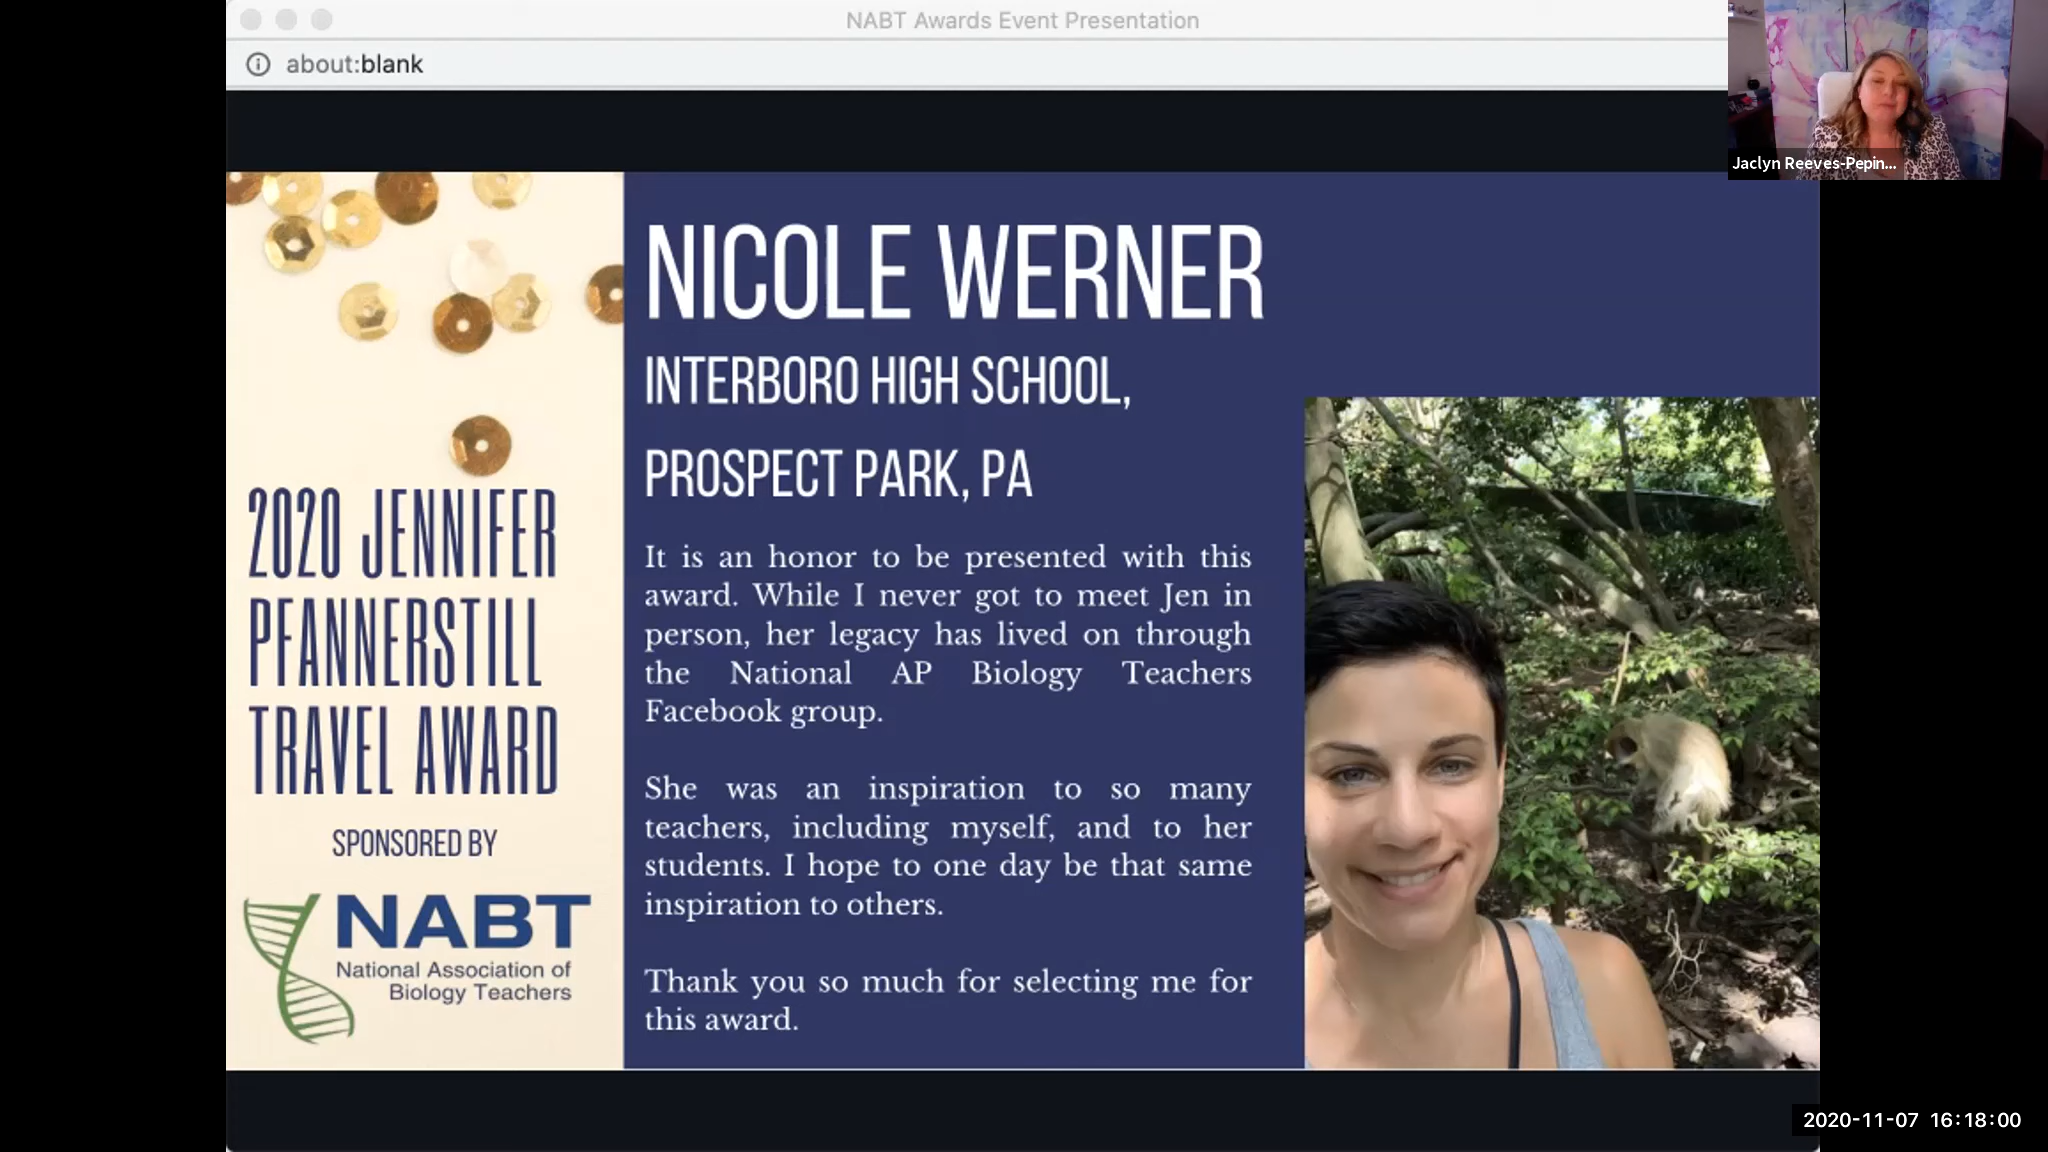 NABT Awards Event Presentation
about:blank
Jaclyn Reeves-Pepin...
NICOLE WERNER
INTERBORO HIGH SCHOOL,
PROSPECT PARK, PA
It is an honor to be presented with this
award. While I never got to meet Jen in
person, her legacy has lived on through
the National AP Biology Teachers
Facebook group.
She was an inspiration to so many
teachers, including myself, and to her
students. I hope to one day be that same
inspiration to others.
Thank you so much for selecting me for
this award.
2020 JENNIFER
PFANNERSTILL
TRAVEL AWARD
SPONSORED BY
NABT
National Association of
Biology Teachers
2020-11-07 16:18:00